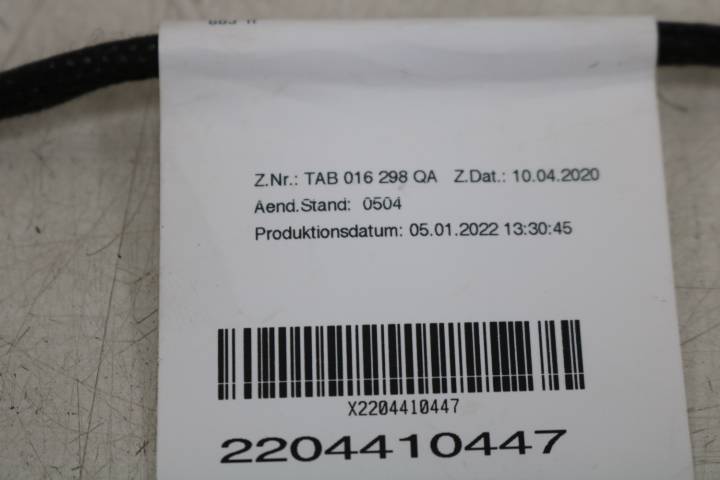 Z.Nr.: TAB 016 298 QA Z.Dat.: 10.04.2020
Aend.Stand: 0504
Produktionsdatum: 05.01.2022 13:30:45
X2204410447
2204410447